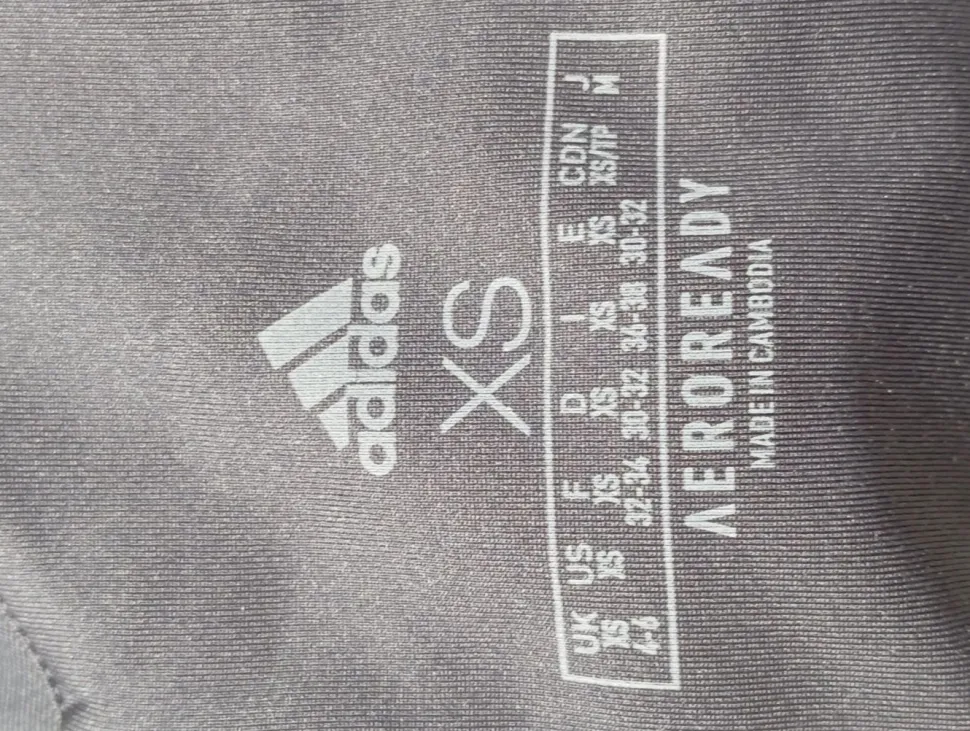 adidas
XS
UK US F D I E CDN J
XS XS XS XS XS XS XS/TP M
4-6 32-34 30-32 36-38 30-32
AEROREADY
MADE IN CAMBODIA